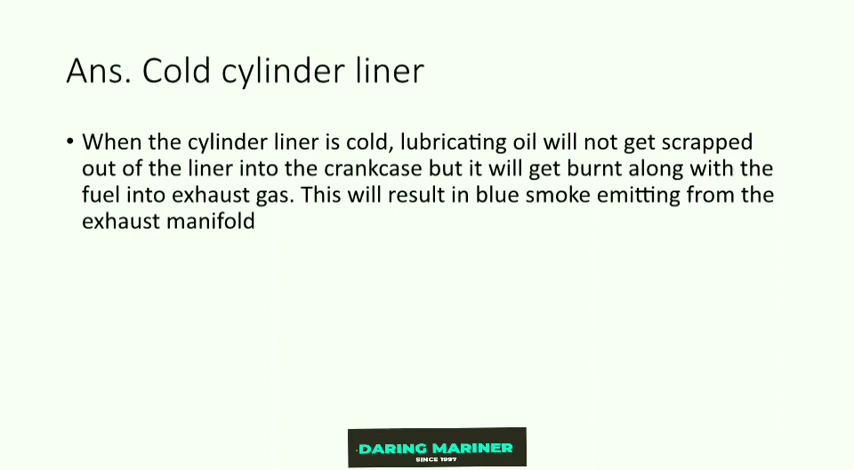 Ans. Cold cylinder liner
• When the cylinder liner is cold, lubricating oil will not get scrapped
out of the liner into the crankcase but it will get burnt along with the
fuel into exhaust gas. This will result in blue smoke emitting from the
exhaust manifold
DARING MARINER
SINCE 1997